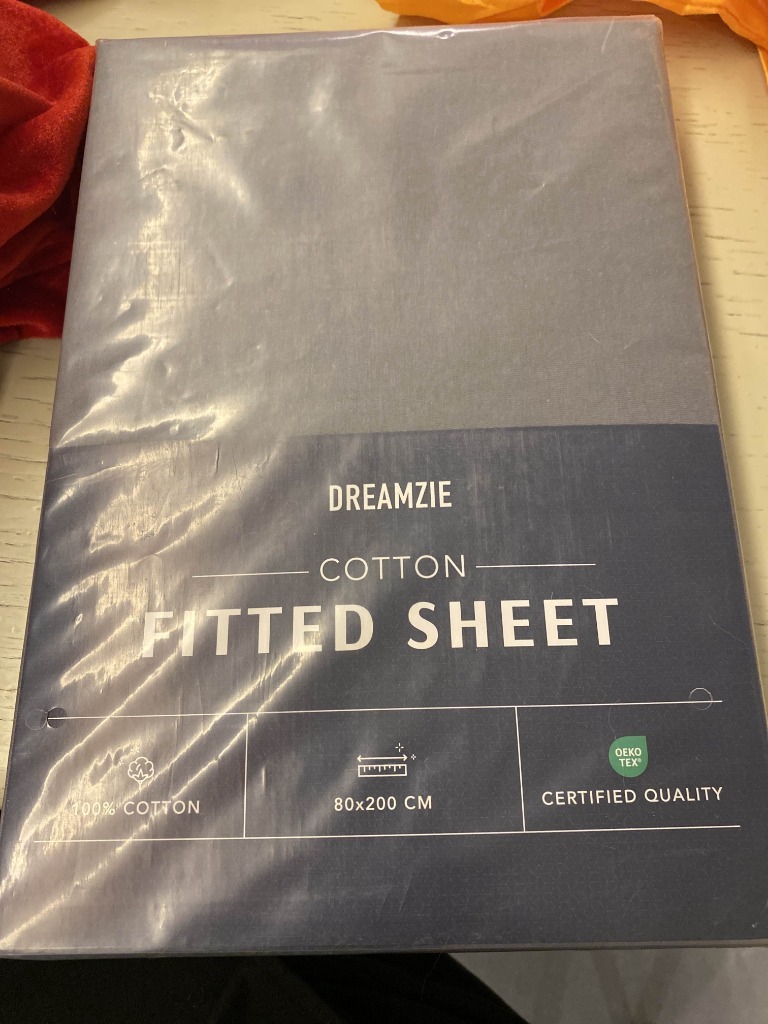 DREAMZIE
COTTON
FITTED SHEET
100% COTTON
80x200 CM
OEKO
TEX®
CERTIFIED QUALITY